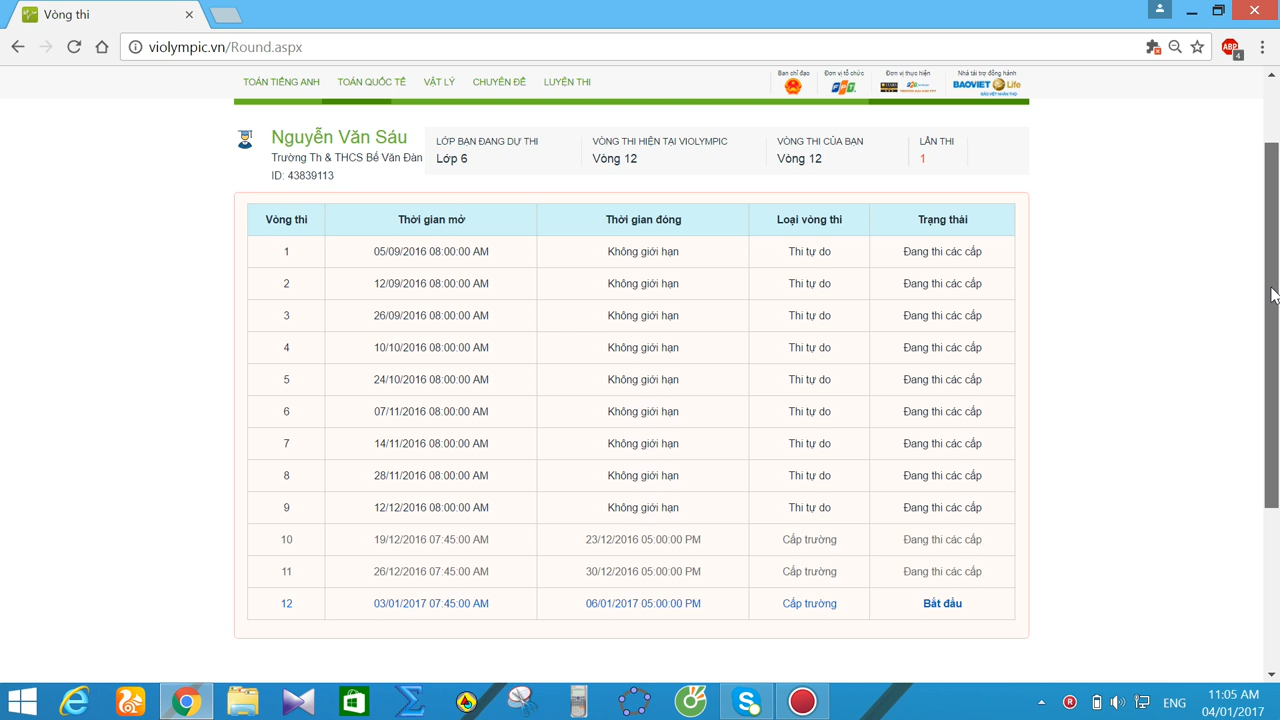 Vòng thi
violympic.vn/Round.aspx
ABP
4
TOÁN TIẾNG ANH TOÁN QUỐC TẾ VẬT LÝ CHUYÊN ĐỀ LUYỆN THI
Ban chỉ đạo Đơn vị tổ chức Đơn vị thực hiện Nhà tài trợ đồng hành
FPT
BAOVIET Life
Nguyễn Văn Sáu
Trường Th & THCS Bế Văn Đàn
ID: 43839113
LỚP BẠN ĐANG DỰ THI VÒNG THI HIỆN TẠI VIOLYMPIC VÒNG THI CỦA BẠN LẦN THI
Lớp 6 Vòng 12 Vòng 12 1
Vòng thi Thời gian mở Thời gian đóng Loại vòng thi Trạng thái
1 05/09/2016 08:00:00 AM Không giới hạn Thi tự do Đang thi các cấp
2 12/09/2016 08:00:00 AM Không giới hạn Thi tự do Đang thi các cấp
3 26/09/2016 08:00:00 AM Không giới hạn Thi tự do Đang thi các cấp
4 10/10/2016 08:00:00 AM Không giới hạn Thi tự do Đang thi các cấp
5 24/10/2016 08:00:00 AM Không giới hạn Thi tự do Đang thi các cấp
6 07/11/2016 08:00:00 AM Không giới hạn Thi tự do Đang thi các cấp
7 14/11/2016 08:00:00 AM Không giới hạn Thi tự do Đang thi các cấp
8 28/11/2016 08:00:00 AM Không giới hạn Thi tự do Đang thi các cấp
9 12/12/2016 08:00:00 AM Không giới hạn Thi tự do Đang thi các cấp
10 19/12/2016 07:45:00 AM 23/12/2016 05:00:00 PM Cấp trường Đang thi các cấp
11 26/12/2016 07:45:00 AM 30/12/2016 05:00:00 PM Cấp trường Đang thi các cấp
12 03/01/2017 07:45:00 AM 06/01/2017 05:00:00 PM Cấp trường Bắt đầu
ENG
11:05 AM
04/01/2017